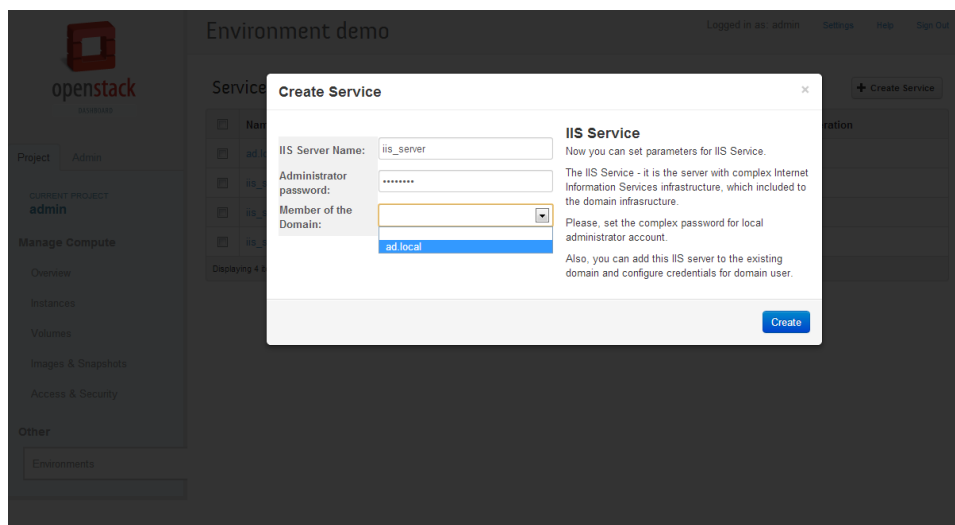 openstack
DASHBOARD
Project
Admin
CURRENT PROJECT
admin
Manage Compute
Overview
Instances
Volumes
Images & Snapshots
Access & Security
Other
Environments
Environment demo
Logged in as: admin
Settings
Help
Sign Out
Service
+ Create Service
Displaying 4
Create Service
×
IIS Server Name:
iis_server
Administrator
password:
••••••••
Member of the
Domain:
ad.local
IIS Service
Now you can set parameters for IIS Service.
The IIS Service - it is the server with complex Internet
Information Services infrastructure, which included to
the domain infrasructure.
Please, set the complex password for local
administrator account.
Also, you can add this IIS server to the existing
domain and configure credentials for domain user.
Create